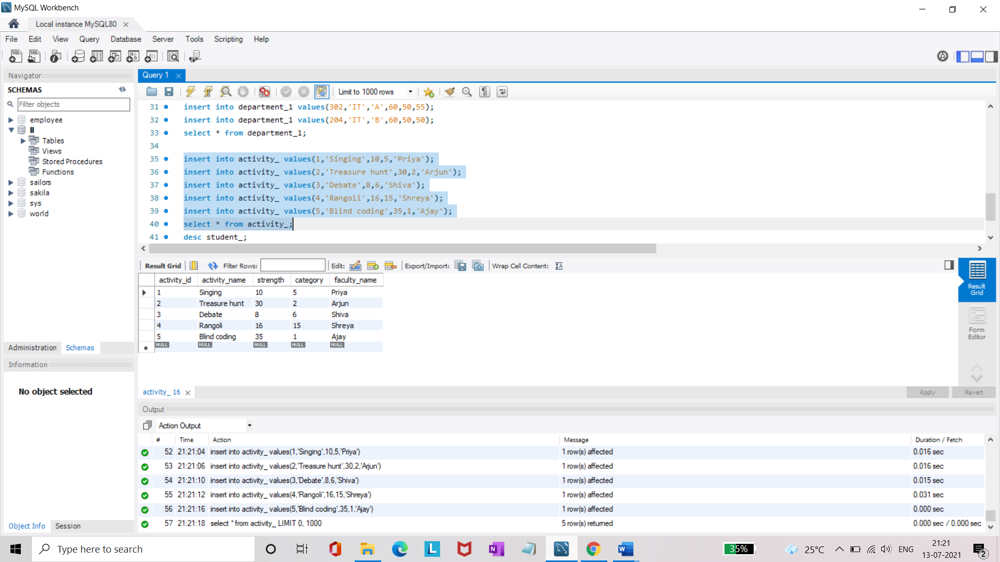 MySQL Workbench
Local instance MySQL80
File Edit View Query Database Server Tools Scripting Help
Navigator
SCHEMAS
Filter objects
employee
ll
Tables
Views
Stored Procedures
Functions
sailors
sakila
sys
world
Administration Schemas
Information
No object selected
Object Info Session
Query 1
Limit to 1000 rows
31 insert into department_1 values(302,'IT','A',60,50,55);
32 insert into department_1 values(204,'IT','B',60,50,50);
33 select * from department_1;
34
35 insert into activity_ values(1,'Singing',10,5,'Priya');
36 insert into activity_ values(2,'Treasure hunt',30,2,'Arjun');
37 insert into activity_ values(3,'Debate',8,6,'Shiva');
38 insert into activity_ values(4,'Rangoli',16,15,'Shreya');
39 insert into activity_ values(5,'Blind coding',35,1,'Ajay');
40 select * from activity_;
41 desc student_;
Result Grid Filter Rows: Edit: Export/Import: Wrap Cell Content:
activity_id activity_name strength category faculty_name
1 Singing 10 5 Priya
2 Treasure hunt 30 2 Arjun
3 Debate 8 6 Shiva
4 Rangoli 16 15 Shreya
5 Blind coding 35 1 Ajay
NULL NULL NULL NULL NULL
Result Grid
Form Editor
activity_ 16
Apply Revert
Output
Action Output
# Time Action Message Duration / Fetch
52 21:21:04 insert into activity_ values(1,'Singing',10,5,'Priya') 1 row(s) affected 0.016 sec
53 21:21:06 insert into activity_ values(2,'Treasure hunt',30,2,'Arjun') 1 row(s) affected 0.016 sec
54 21:21:10 insert into activity_ values(3,'Debate',8,6,'Shiva') 1 row(s) affected 0.015 sec
55 21:21:12 insert into activity_ values(4,'Rangoli',16,15,'Shreya') 1 row(s) affected 0.031 sec
56 21:21:16 insert into activity_ values(5,'Blind coding',35,1,'Ajay') 1 row(s) affected 0.000 sec
57 21:21:18 select * from activity_ LIMIT 0, 1000 5 row(s) returned 0.000 sec / 0.000 sec
Type here to search
35%
25°C
ENG
21:21
13-07-2021
2